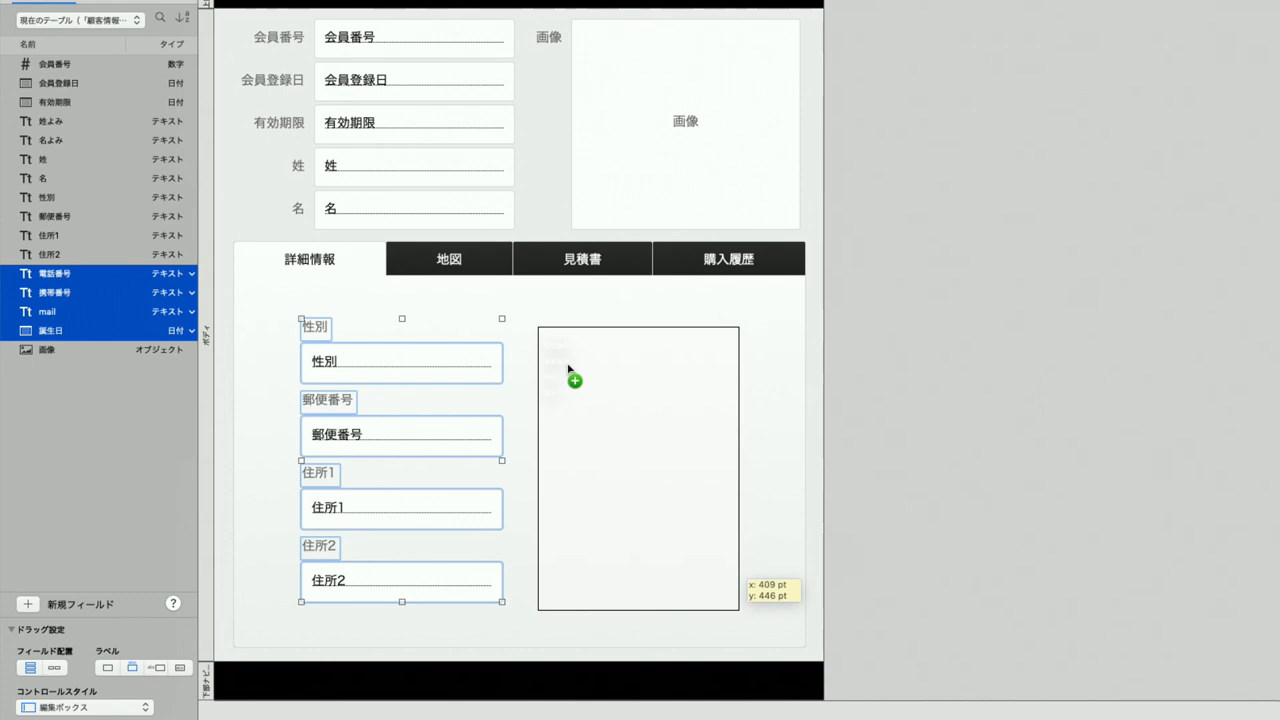 現在のテーブル（「顧客情報…
名前 タイプ
会員番号 数字
会員登録日 日付
有効期限 日付
姓よみ テキスト
名よみ テキスト
姓 テキスト
名 テキスト
性別 テキスト
郵便番号 テキスト
住所1 テキスト
住所2 テキスト
電話番号 テキスト
携帯番号 テキスト
mail テキスト
誕生日 日付
画像 オブジェクト
+ 新規フィールド ?
ドラッグ設定
フィールド配置 ラベル
コントロールスタイル
編集ボックス
ボディ
下部ナビ…
会員番号 会員番号
会員登録日 会員登録日
有効期限 有効期限
姓 姓
名 名
画像 画像
詳細情報 地図 見積書 購入履歴
性別
性別
郵便番号
郵便番号
住所1
住所1
住所2
住所2
x: 409 pt
y: 446 pt